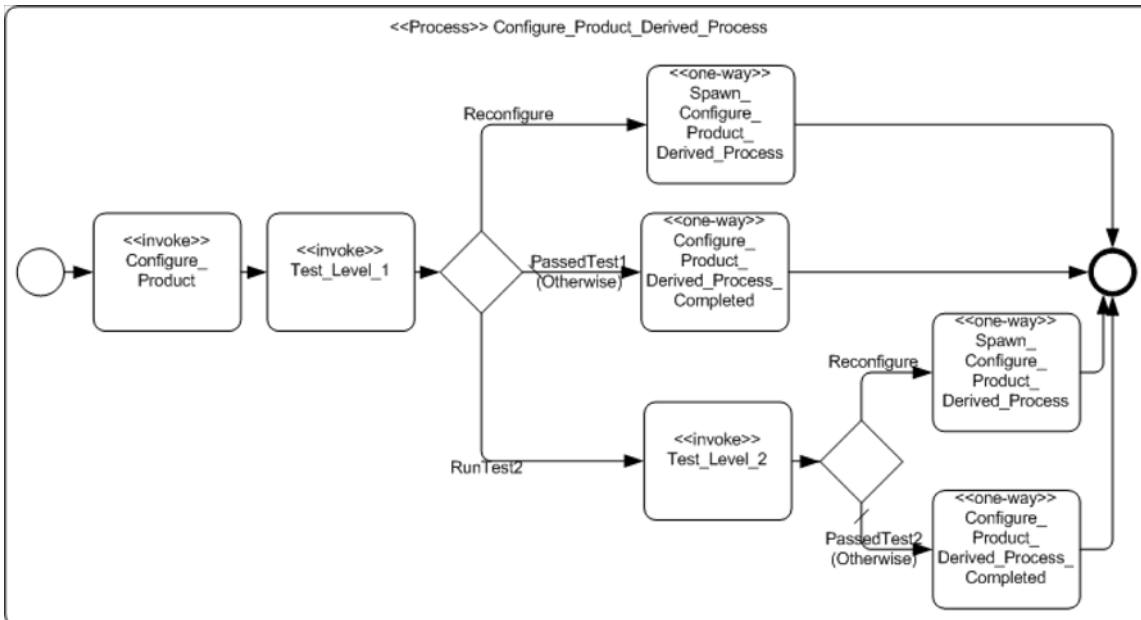 <<Process>> Configure_Product_Derived_Process
<<one-way>>
Spawn_
Configure_
Product_
Derived_Process
Reconfigure
<<invoke>>
Configure_
Product
<<invoke>>
Test_Level_1
PassedTest1
(Otherwise)
<<one-way>>
Configure_
Product_
Derived_Process_
Completed
RunTest2
<<invoke>>
Test_Level_2
Reconfigure
<<one-way>>
Spawn_
Configure_
Product_
Derived_Process
PassedTest2
(Otherwise)
<<one-way>>
Configure_
Product_
Derived_Process_
Completed